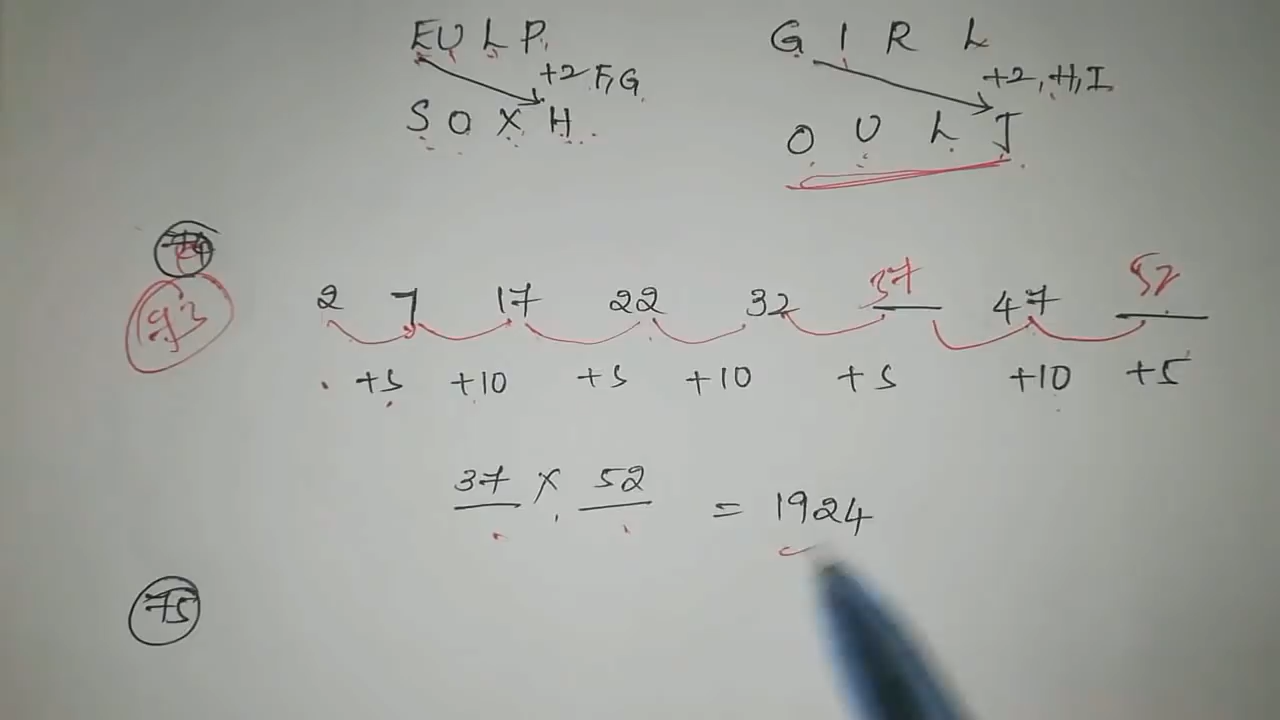 EULP GIRL
+2 F,G +2, H, I
SOXH OULJ
74
193
2 7 17 22 32 37 47 52
+5 +10 +5 +10 +5 +10 +5
37 × 52 = 1924
75